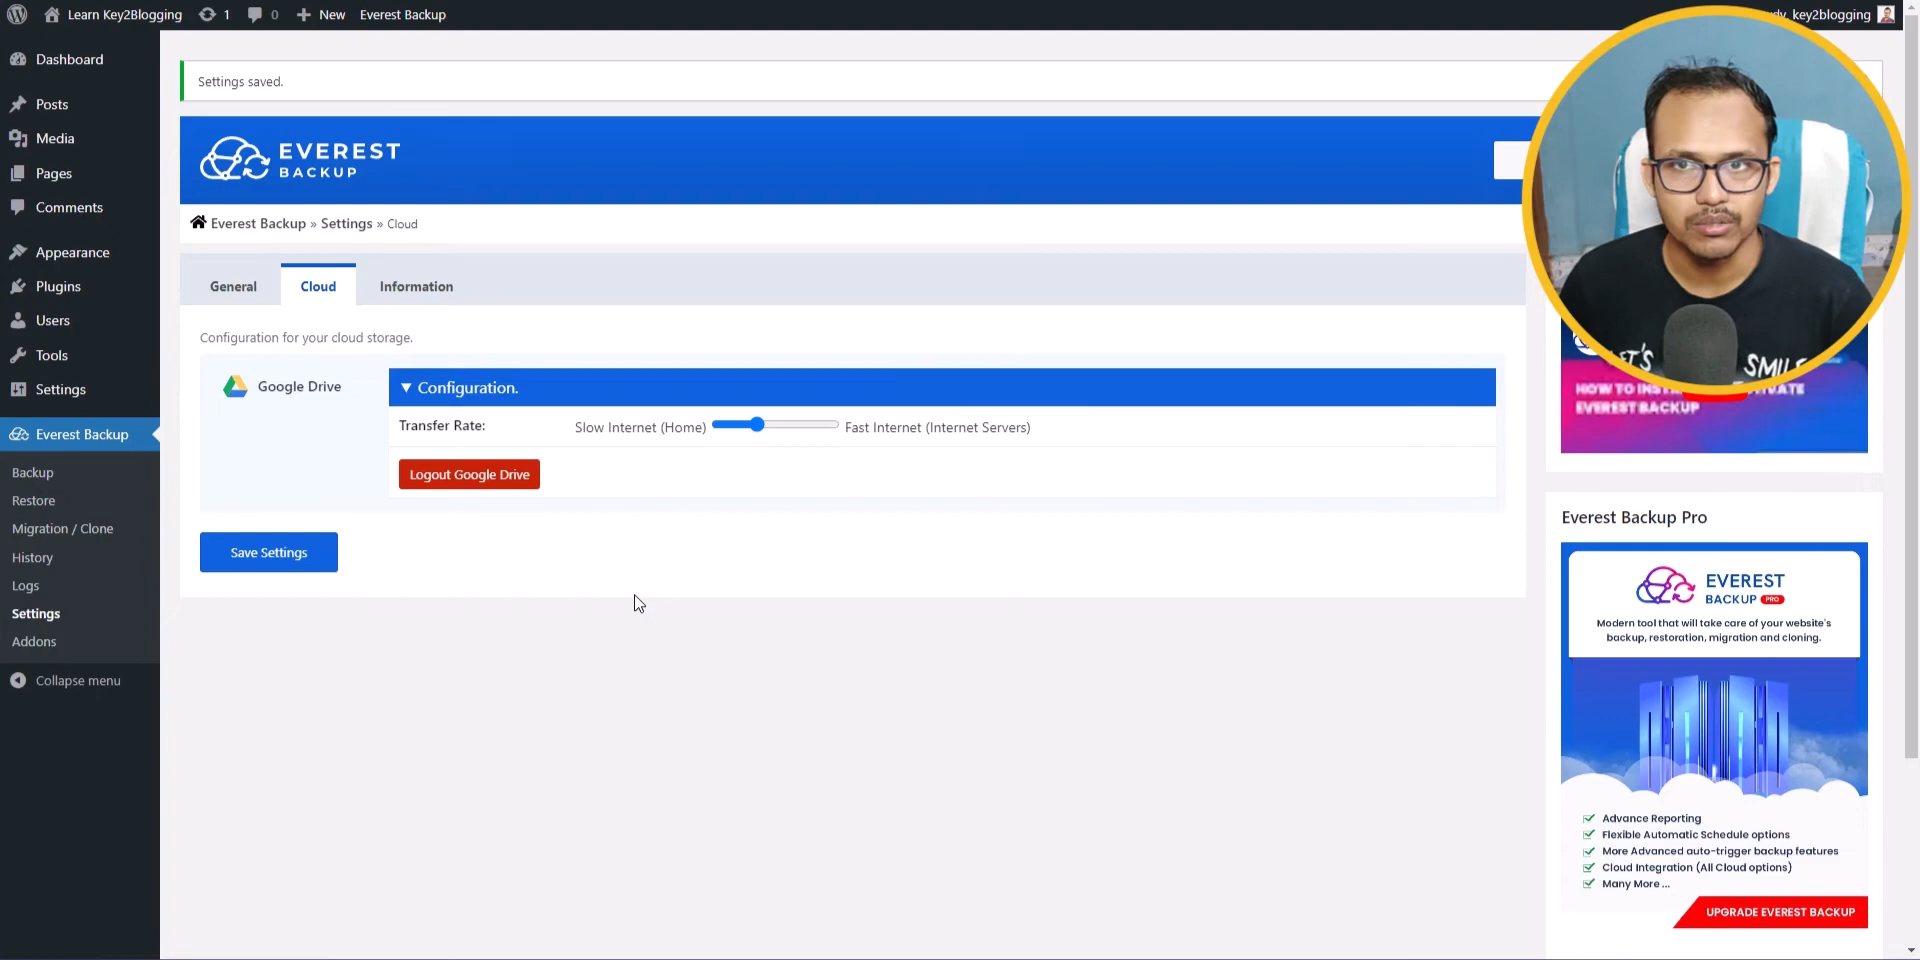 Learn Key2Blogging
1
0
New
Everest Backup
key2blogging
Dashboard
Posts
Media
Pages
Comments
Appearance
Plugins
Users
Tools
Settings
Everest Backup
Backup
Restore
Migration / Clone
History
Logs
Settings
Addons
Collapse menu
Settings saved.
EVEREST
BACKUP
Everest Backup » Settings » Cloud
General
Cloud
Information
Configuration for your cloud storage.
Google Drive
Configuration.
Transfer Rate:
Slow Internet (Home)
Fast Internet (Internet Servers)
Logout Google Drive
Save Settings
SMILE
HOW TO
EVEREST BACKUP
Everest Backup Pro
EVEREST
BACKUP PRO
Modern tool that will take care of your website's
backup, restoration, migration and cloning.
Advance Reporting
Flexible Automatic Schedule options
More Advanced auto-trigger backup features
Cloud Integration (All Cloud options)
Many More ...
UPGRADE EVEREST BACKUP